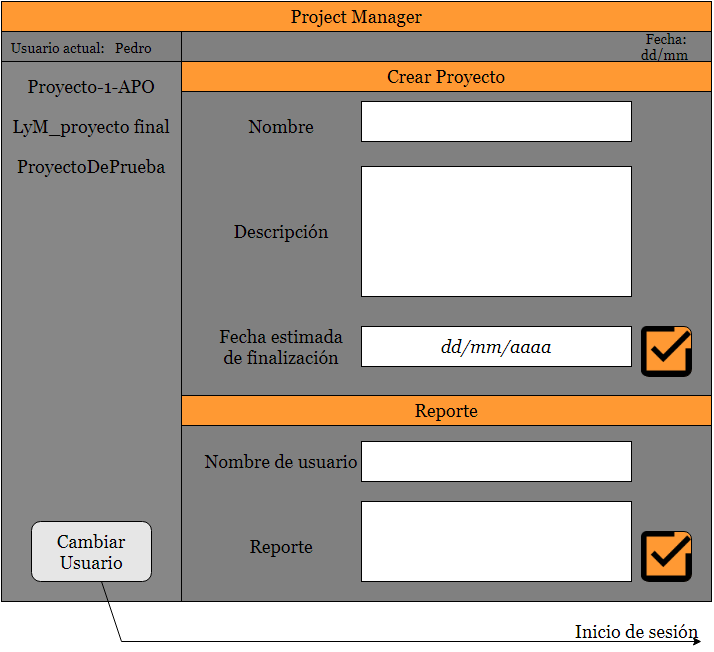 Project Manager
Usuario actual: Pedro
Fecha:
dd/mm
Proyecto-1-APO
LyM_proyecto final
ProyectoDePrueba
Crear Proyecto
Nombre
Descripción
Fecha estimada
de finalización
dd/mm/aaaa
Reporte
Nombre de usuario
Reporte
Cambiar
Usuario
Inicio de sesión